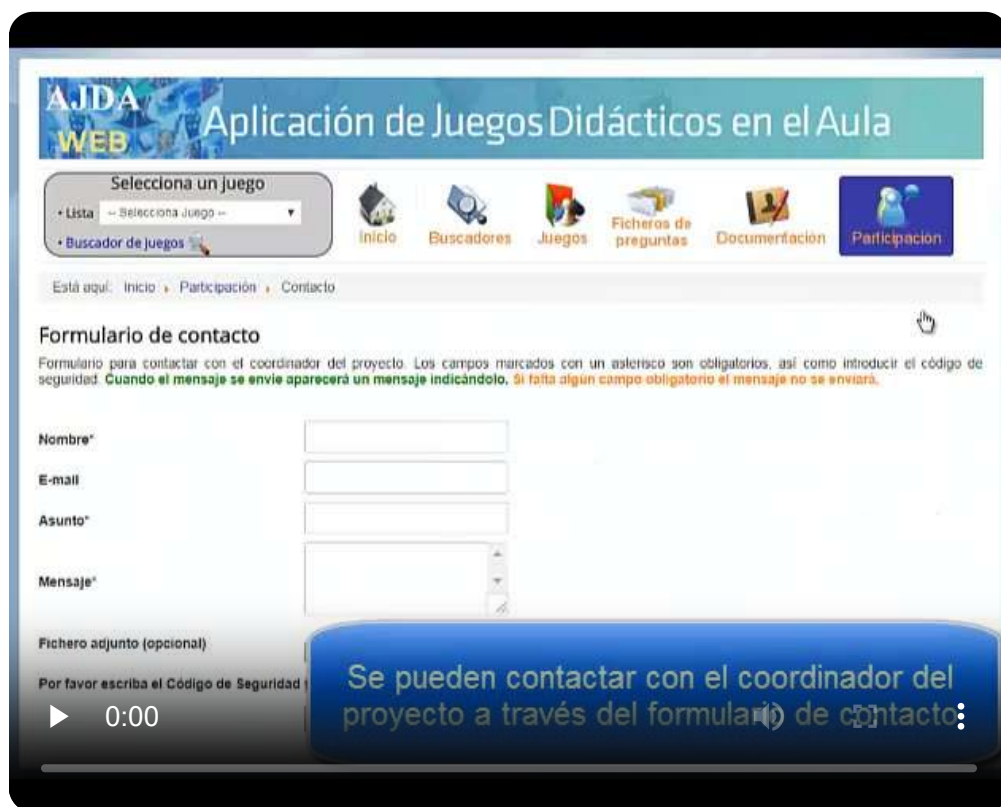 AJDA
WEB
Aplicación de Juegos Didácticos en el Aula
Selecciona un juego
• Lista -- Selecciona Juego --
• Buscador de juegos
Inicio
Buscadores
Juegos
Ficheros de
preguntas
Documentación
Participación
Está aquí: Inicio Participación Contacto
Formulario de contacto
Formulario para contactar con el coordinador del proyecto. Los campos marcados con un asterisco son obligatorios, así como introducir el código de
seguridad. Cuando el mensaje se envíe aparecerá un mensaje indicándolo. Si falta algún campo obligatorio el mensaje no se enviará.
Nombre*
E-mail
Asunto*
Mensaje*
Fichero adjunto (opcional)
Por favor escriba el Código de Seguridad
Se pueden contactar con el coordinador del
proyecto a través del formulario de contacto
0:00